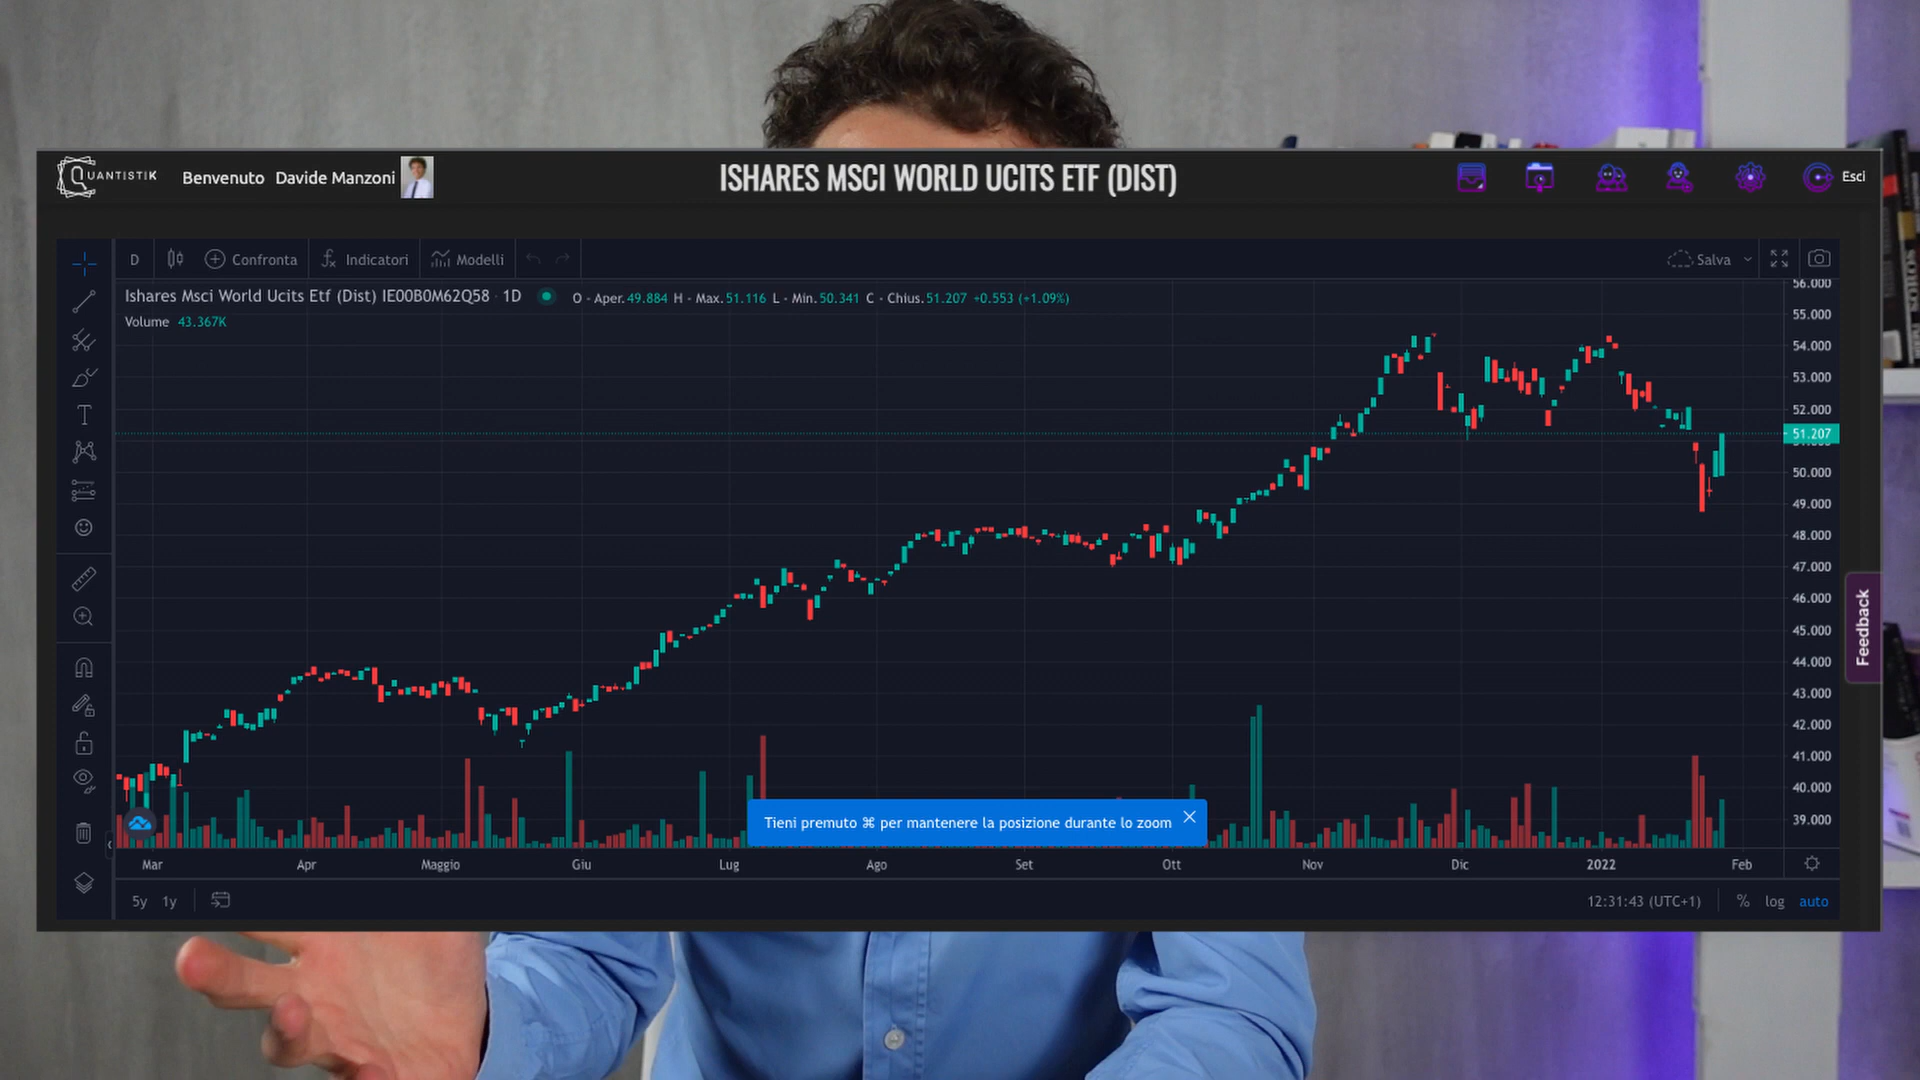 QUANTISTIK Benvenuto Davide Manzoni ISHARES MSCI WORLD UCITS ETF (DIST) Esci
D Confronta Indicatori Modelli Salva
Ishares Msci World Ucits Etf (Dist) IE00B0M62Q58 · 1D O - Aper. 49.884 H - Max. 51.116 L - Min. 50.341 C - Chius. 51.207 +0.553 (+1.09%)
Volume 43.367K
56.000
55.000
54.000
53.000
52.000
51.207
50.000
49.000
48.000
47.000
46.000
45.000
44.000
43.000
42.000
41.000
40.000
39.000
Feedback
Tieni premuto ⌘ per mantenere la posizione durante lo zoom
Mar Apr Maggio Giu Lug Ago Set Ott Nov Dic 2022 Feb
5y 1y 12:31:43 (UTC+1) % log auto